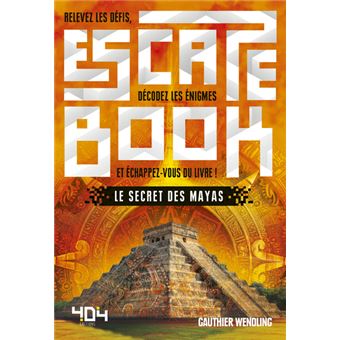 RELEVEZ LES DÉFIS,
ESCAPE
DÉCODEZ LES ÉNIGMES
BOOK
ET ÉCHAPPEZ-VOUS DU LIVRE !
LE SECRET DES MAYAS
404
ÉDITIONS
GAUTHIER WENDLING